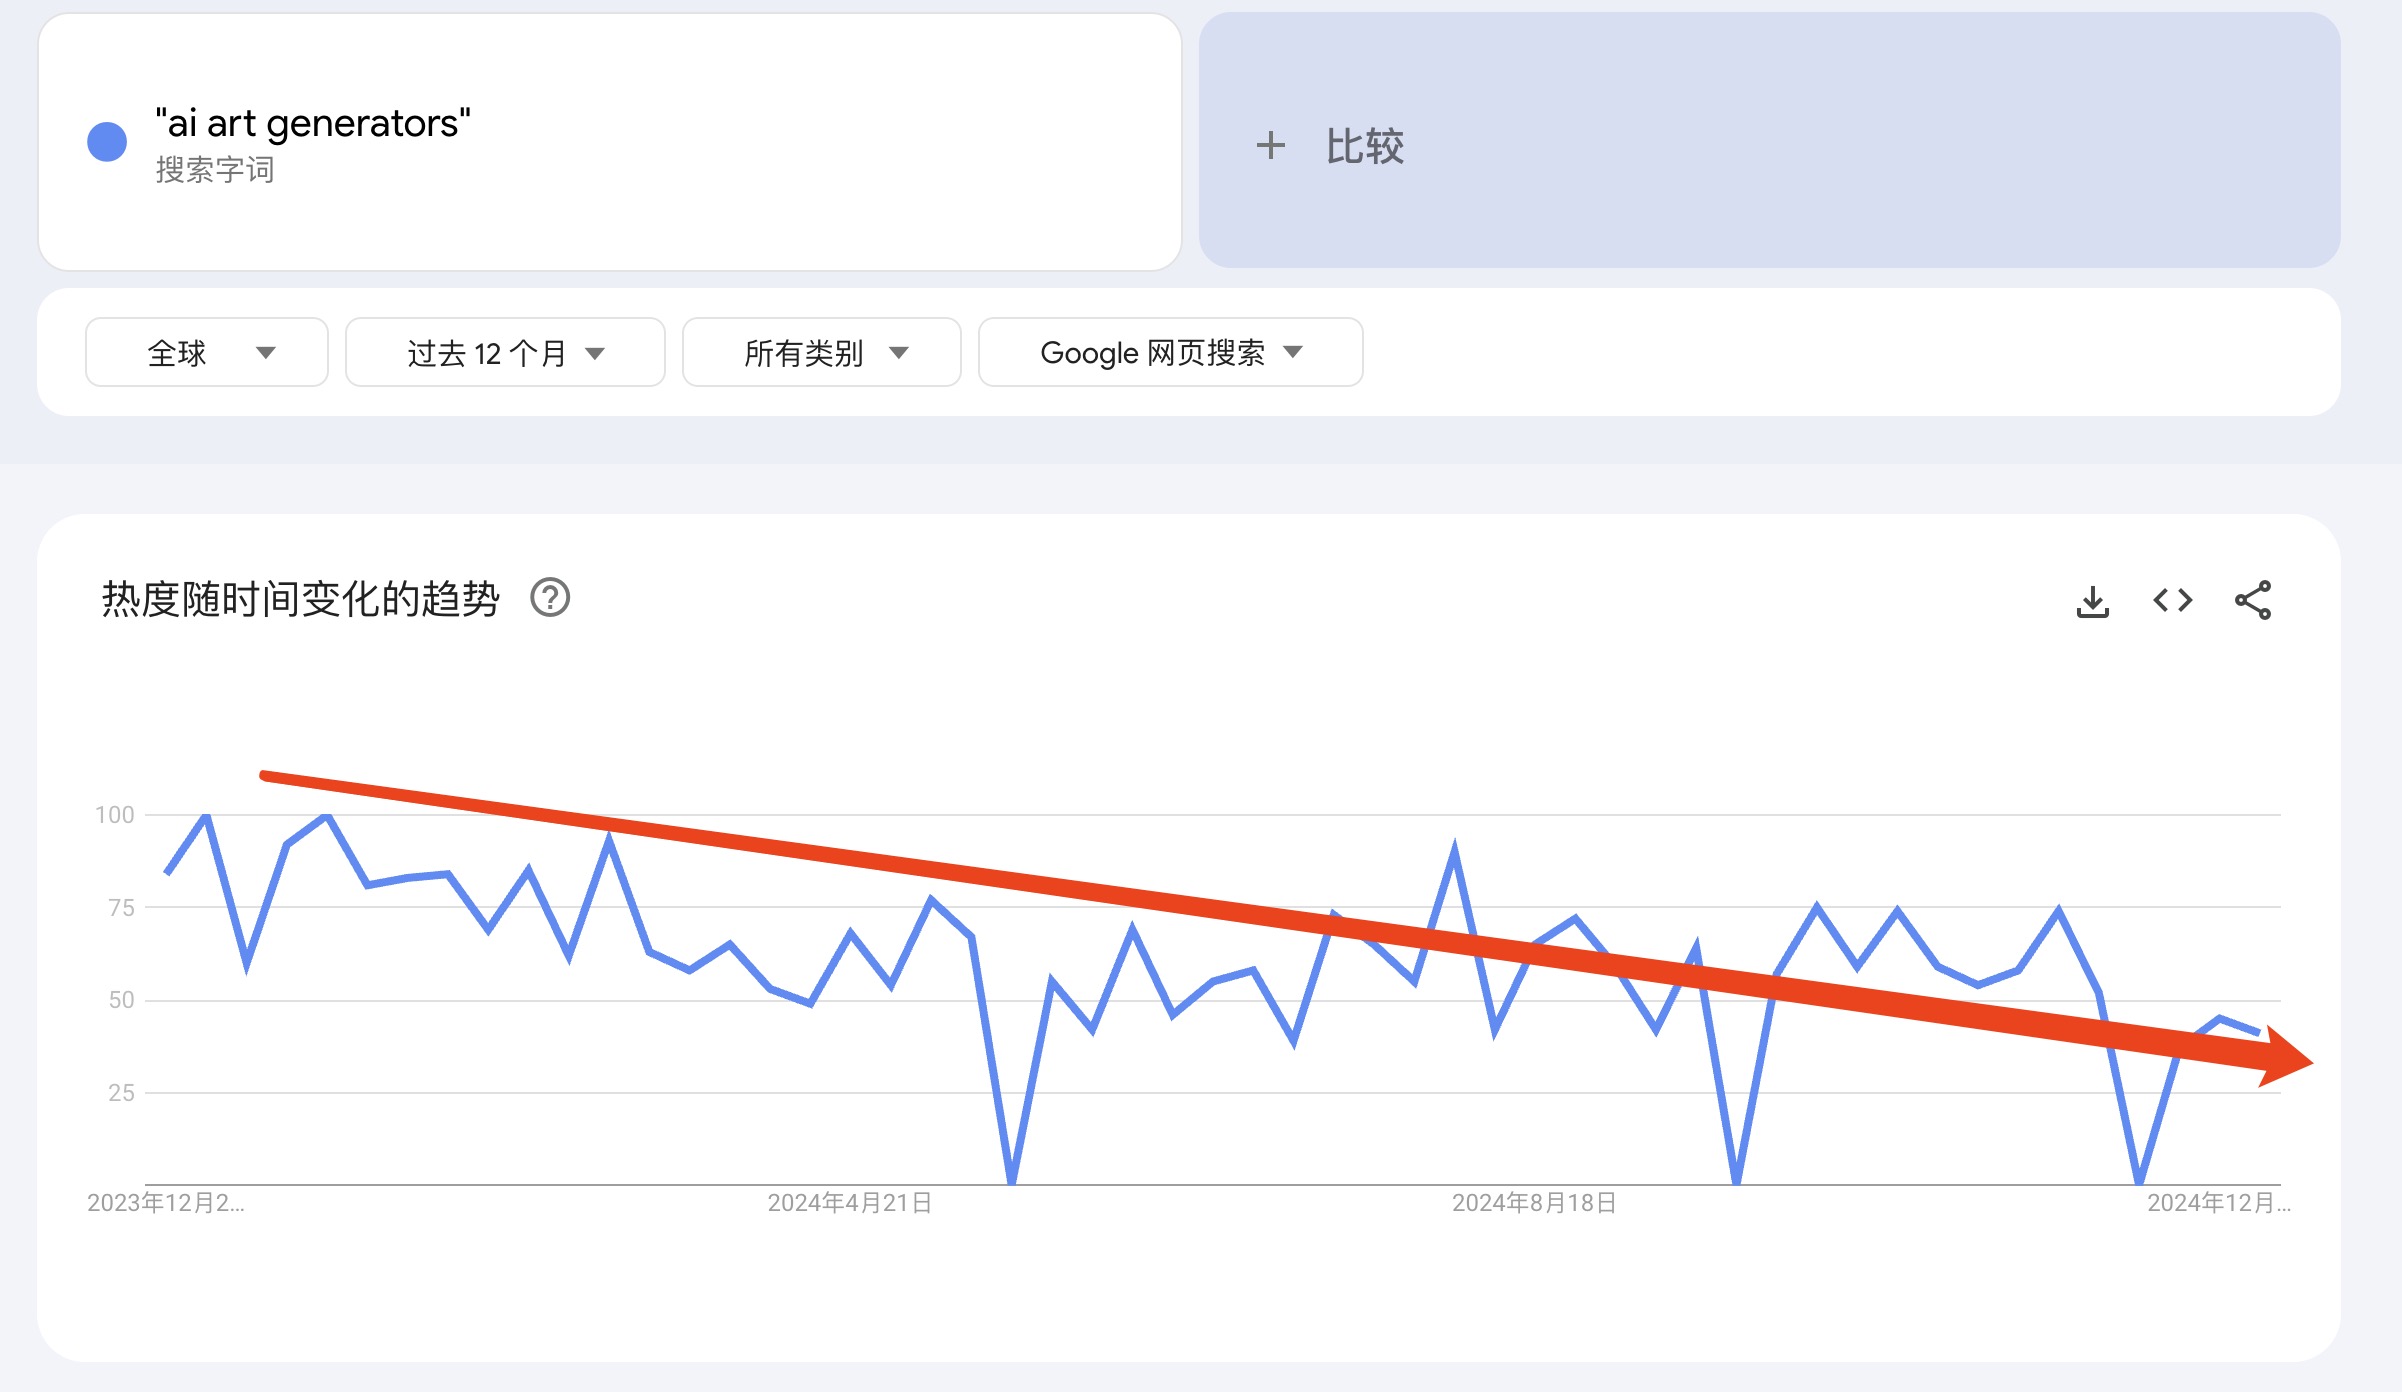 "ai art generators"
搜索字词
+ 比较
全球
过去 12 个月
所有类别
Google 网页搜索
热度随时间变化的趋势
100
75
50
25
2023年12月2...
2024年4月21日
2024年8月18日
2024年12月...